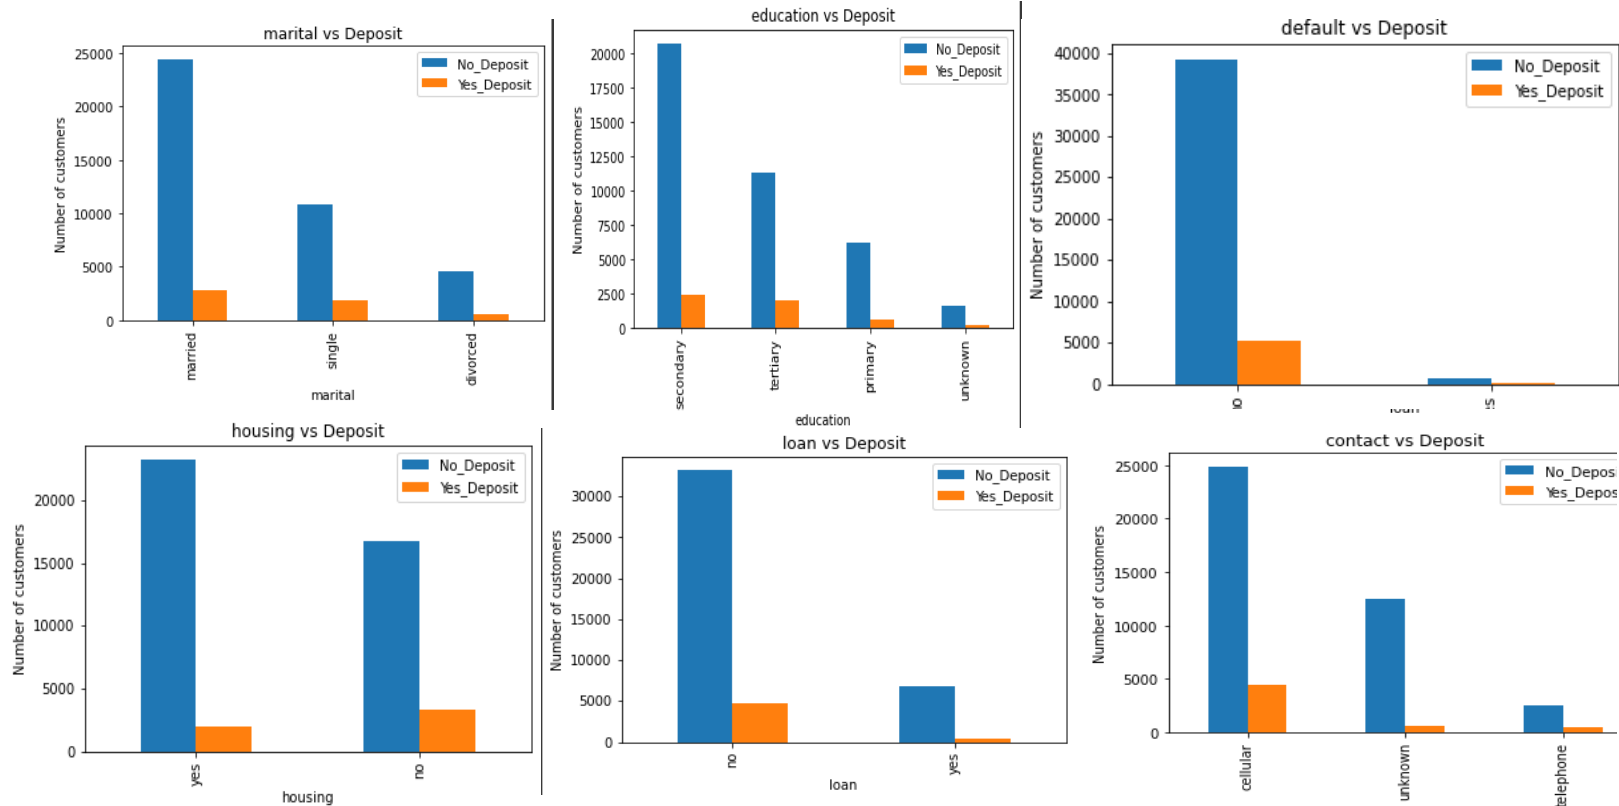 marital vs Deposit
25000
20000
15000
10000
5000
0
Number of customers
No_Deposit
Yes_Deposit
married
single
divorced
marital
education vs Deposit
20000
17500
15000
12500
10000
7500
5000
2500
0
Number of customers
No_Deposit
Yes_Deposit
secondary
tertiary
primary
unknown
education
default vs Deposit
40000
35000
30000
25000
20000
15000
10000
5000
0
Number of customers
No_Deposit
Yes_Deposit
housing vs Deposit
20000
15000
10000
5000
0
Number of customers
No_Deposit
Yes_Deposit
yes
no
housing
loan vs Deposit
30000
25000
20000
15000
10000
5000
0
Number of customers
No_Deposit
Yes_Deposit
no
yes
loan
contact vs Deposit
25000
20000
15000
10000
5000
0
Number of customers
No_Deposi
Yes_Depos
cellular
unknown
telephone